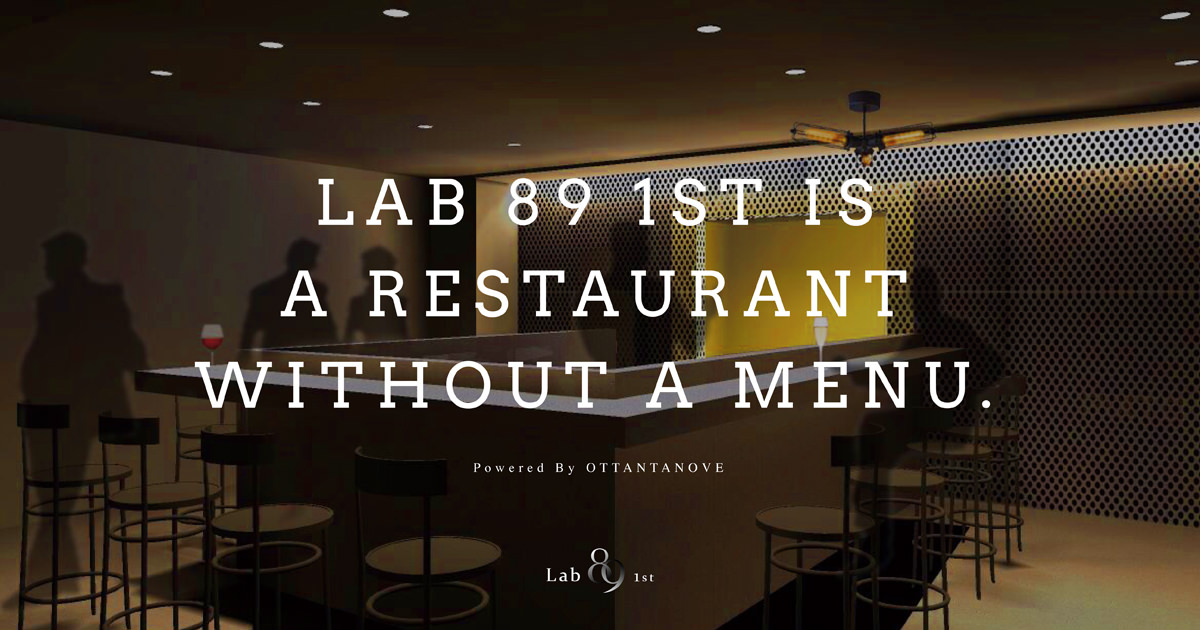 LAB 89 1ST IS
A RESTAURANT
WITHOUT A MENU.
Powered By OTTANTANOVE
Lab 89 1st